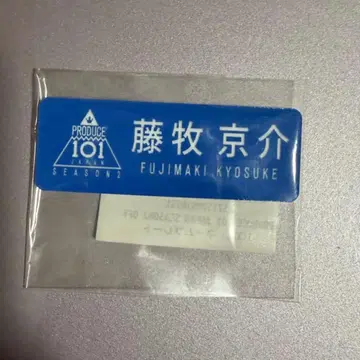 PRODUCE
101
JAPAN
SEASON2
藤牧 京介
FUJIMAKI KYOSUKE